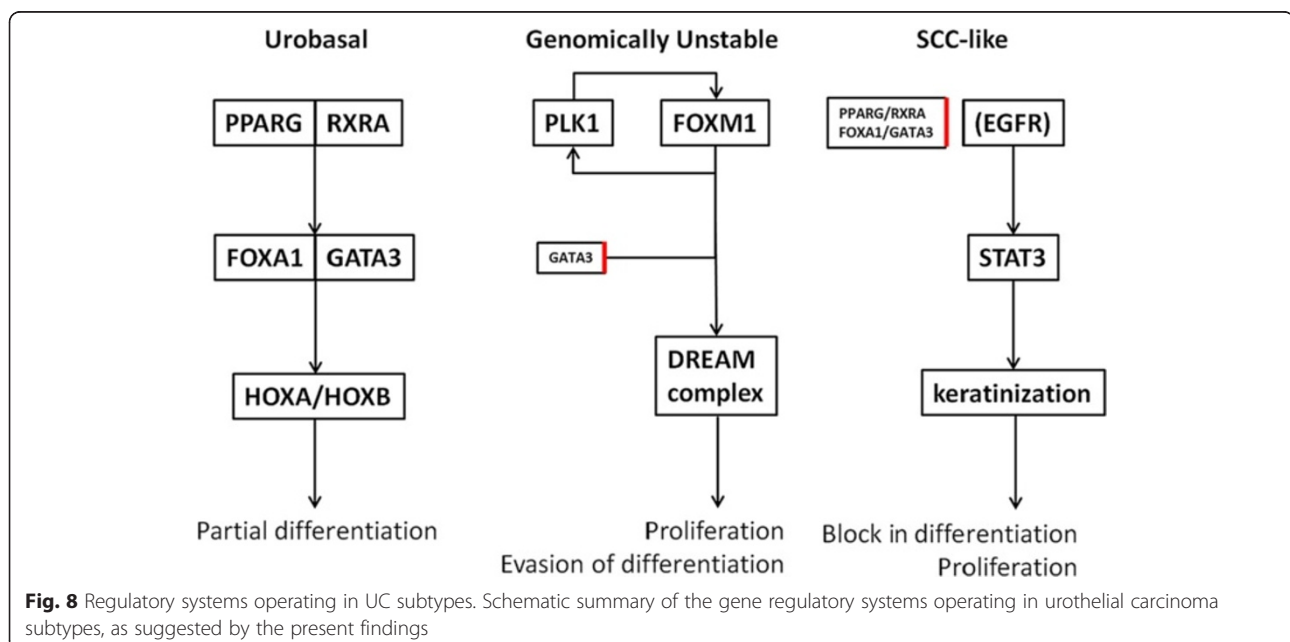 Urobasal
PPARG RXRA
FOXA1 GATA3
HOXA/HOXB
Partial differentiation
Genomically Unstable
PLK1 FOXM1
GATA3
DREAM
complex
Proliferation
Evasion of differentiation
SCC-like
PPARG/RXRA
FOXA1/GATA3
(EGFR)
STAT3
keratinization
Block in differentiation
Proliferation
Fig. 8 Regulatory systems operating in UC subtypes. Schematic summary of the gene regulatory systems operating in urothelial carcinoma
subtypes, as suggested by the present findings